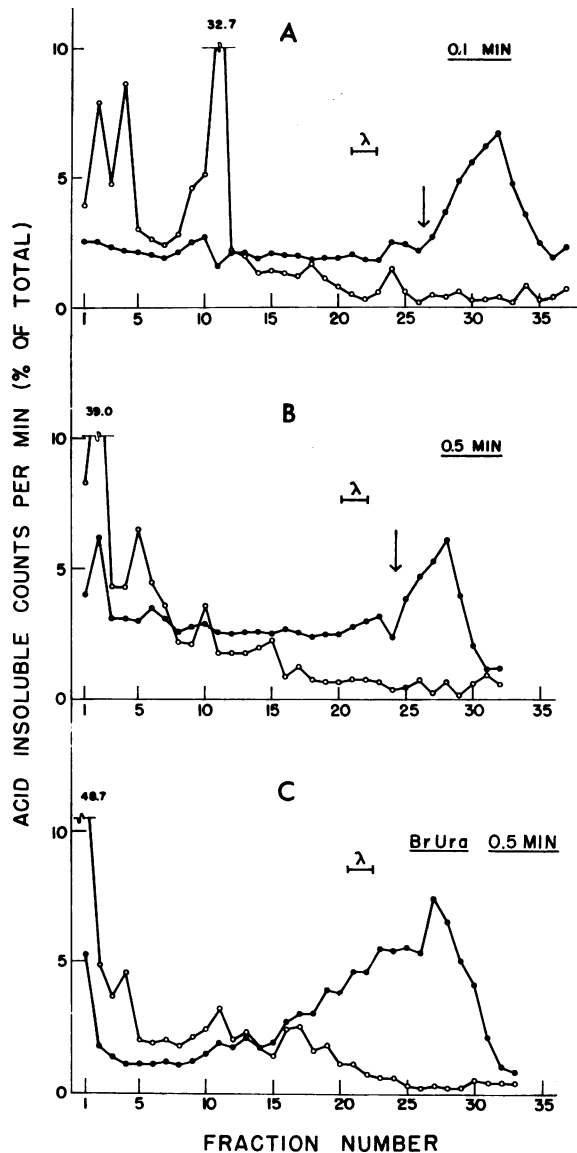 ACID INSOLUBLE COUNTS PER MIN (% OF TOTAL)
32.7
A
0.1 MIN
10
5
0
λ
1 5 10 15 20 25 30 35
39.0
B
0.5 MIN
10
5
0
λ
1 5 10 15 20 25 30 35
48.7
C
BrUra 0.5 MIN
10
5
0
λ
1 5 10 15 20 25 30 35
FRACTION NUMBER